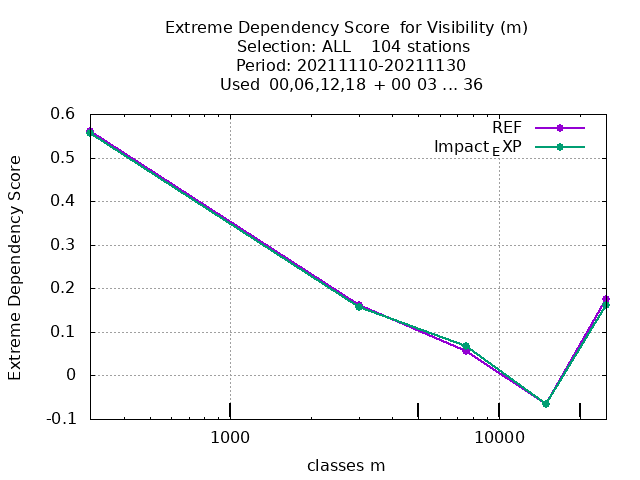 Extreme Dependency Score  for Visibility (m)
Selection: ALL    104 stations
Period: 20211110-20211130
Used  00,06,12,18 + 00 03 ... 36
REF
Impact_EXP
Extreme Dependency Score
0.6
0.5
0.4
0.3
0.2
0.1
0
-0.1
1000 10000
classes m